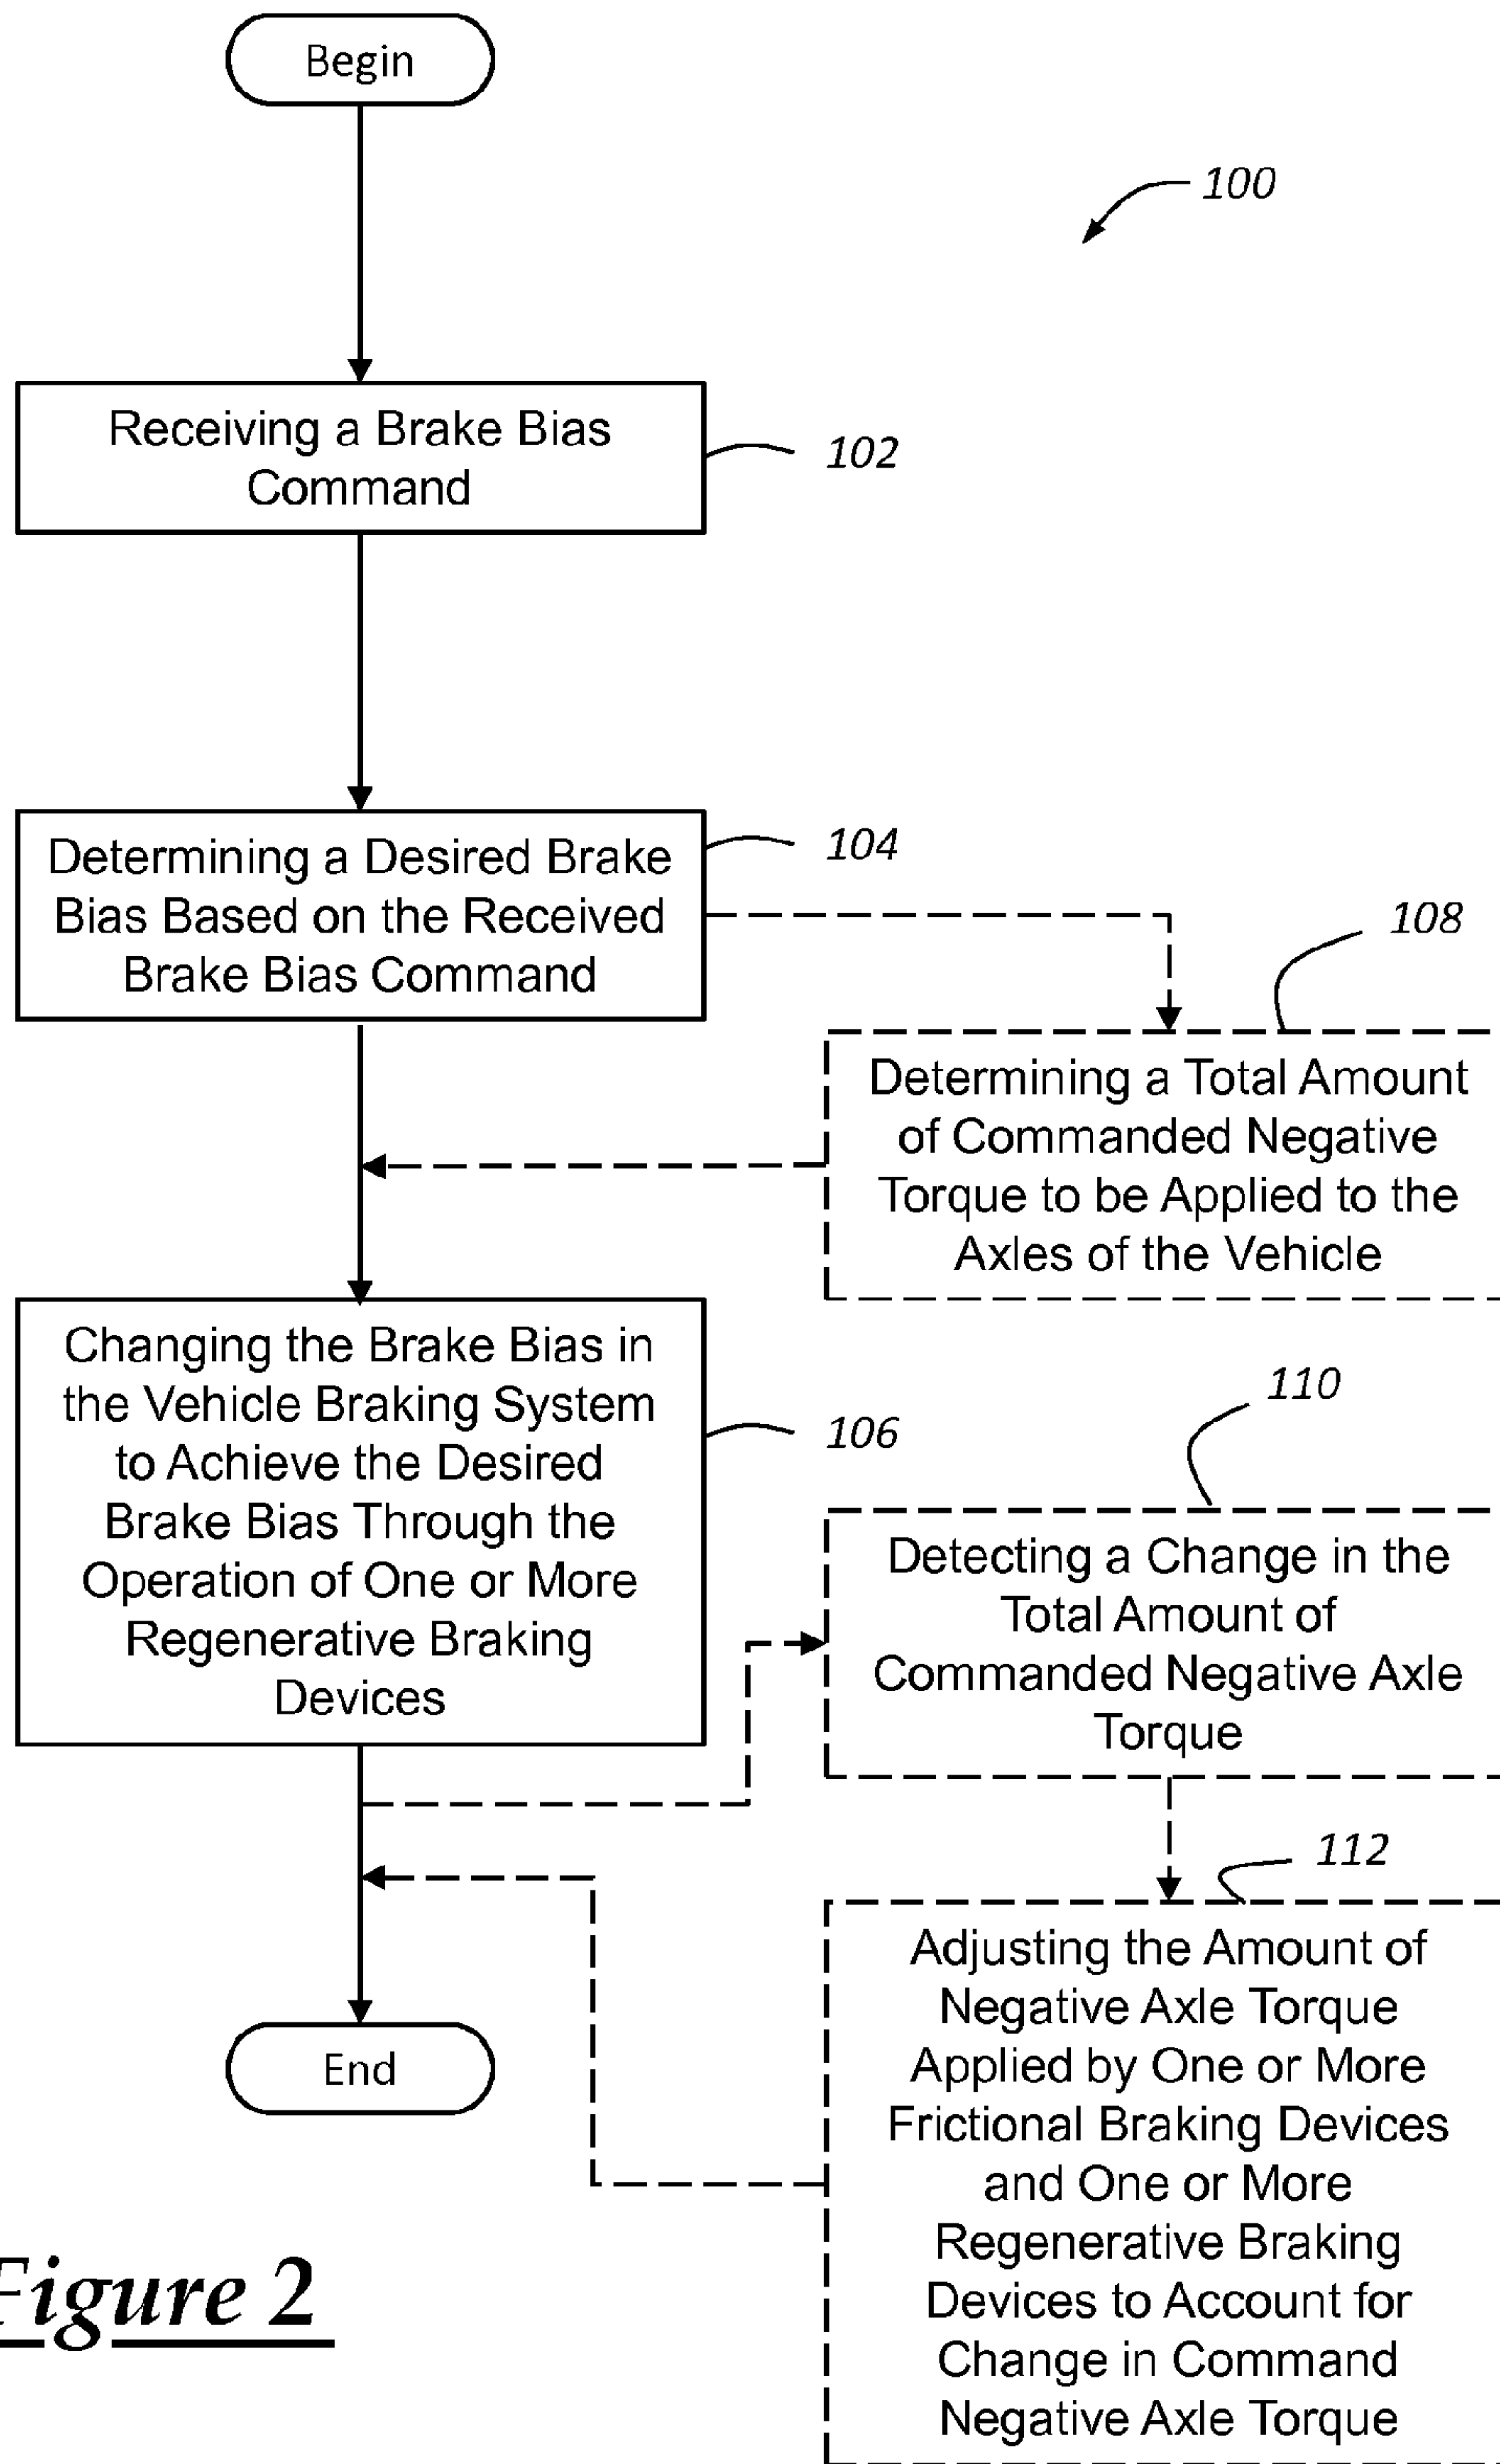 Begin
100
Receiving a Brake Bias
Command
102
Determining a Desired Brake
Bias Based on the Received
Brake Bias Command
104
108
Determining a Total Amount
of Commanded Negative
Torque to be Applied to the
Axles of the Vehicle
Changing the Brake Bias in
the Vehicle Braking System
to Achieve the Desired
Brake Bias Through the
Operation of One or More
Regenerative Braking
Devices
106
110
Detecting a Change in the
Total Amount of
Commanded Negative Axle
Torque
112
Adjusting the Amount of
Negative Axle Torque
Applied by One or More
Frictional Braking Devices
and One or More
Regenerative Braking
Devices to Account for
Change in Command
Negative Axle Torque
End
Figure 2